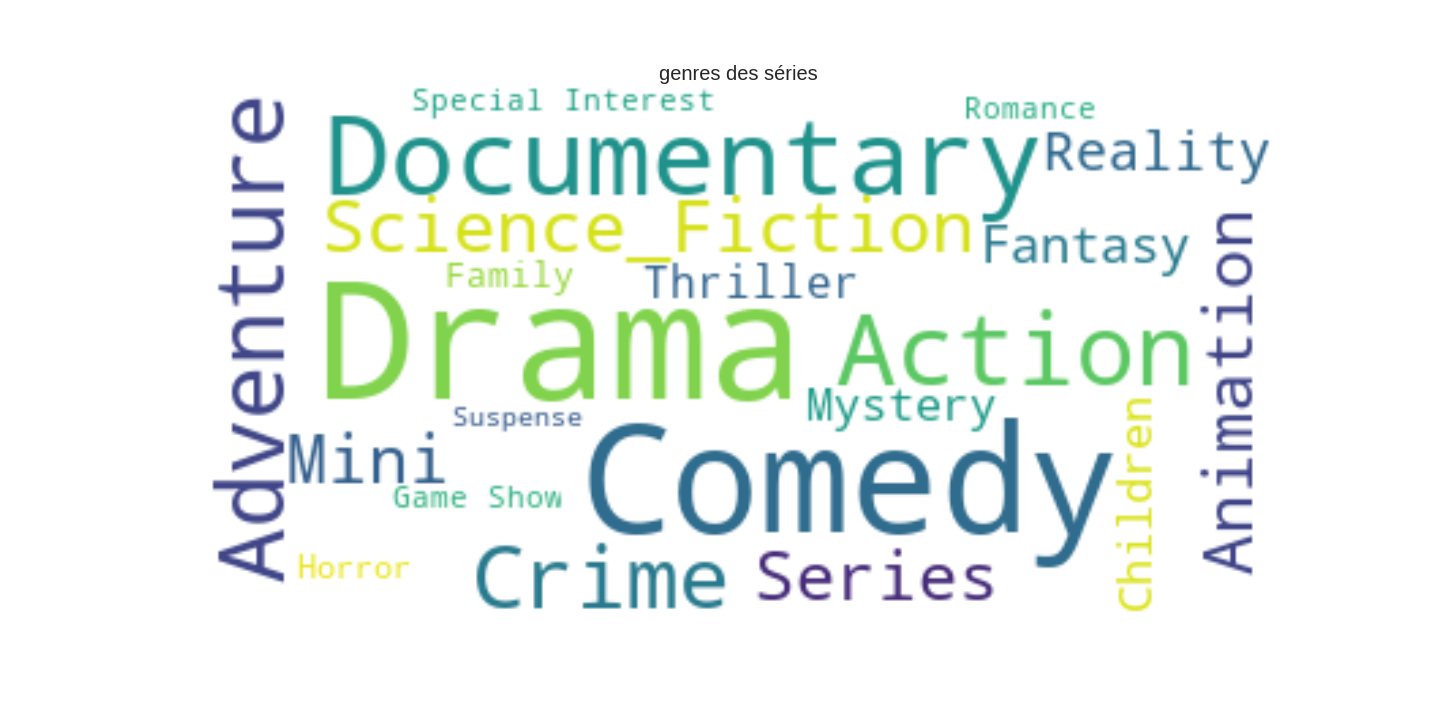 genres des séries
Special Interest
Romance
Documentary
Reality
Adventure
Science_Fiction
Fantasy
Family
Thriller
Animation
Drama
Action
Mystery
Suspense
Mini
Comedy
Children
Game Show
Horror
Crime
Series